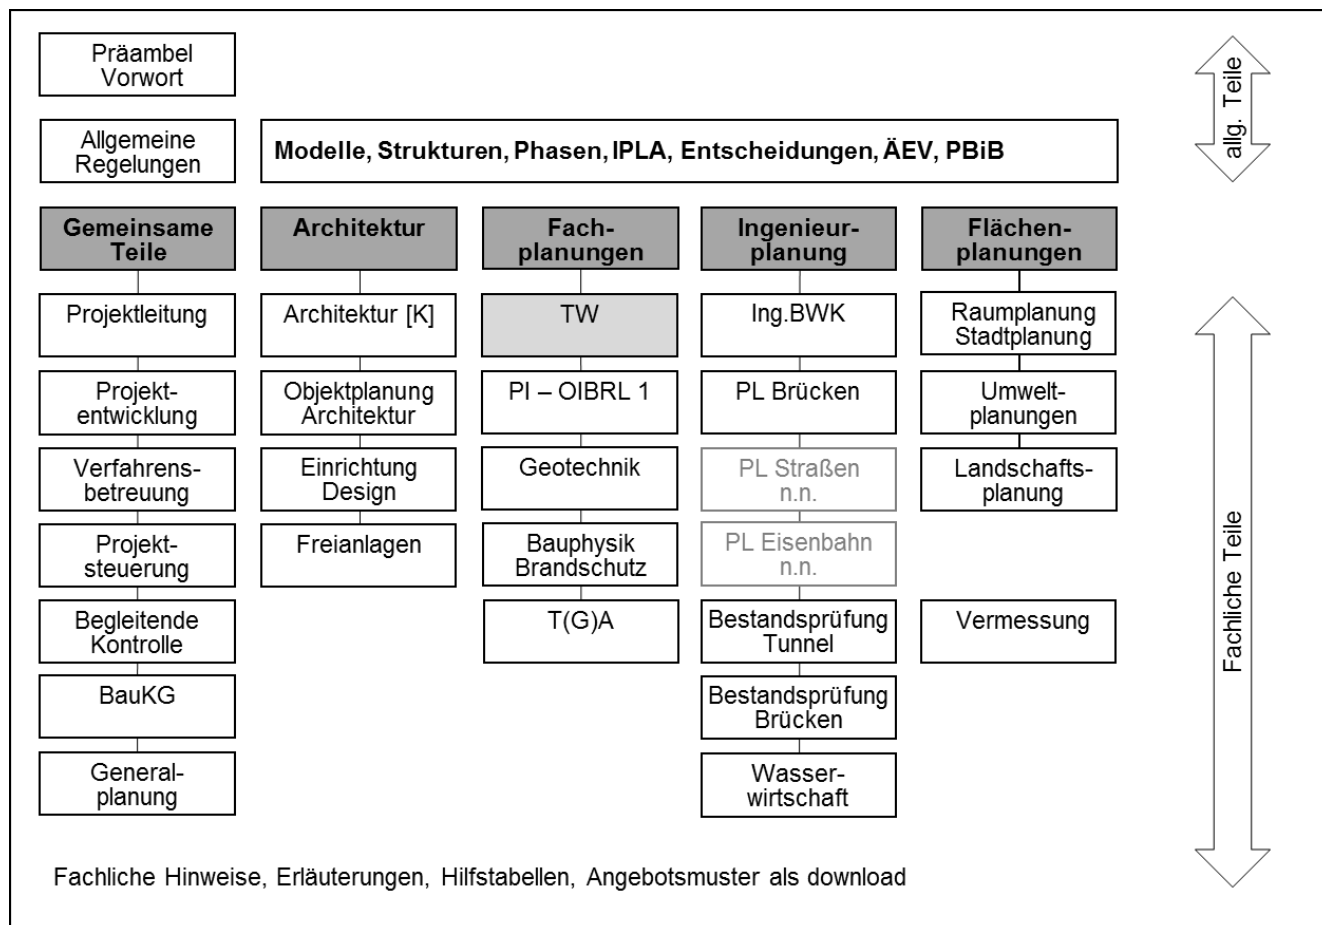 Präambel
Vorwort
allg. Teile
Allgemeine
Regelungen
Modelle, Strukturen, Phasen, IPLA, Entscheidungen, ÄEV, PBiB
Gemeinsame
Teile
Architektur
Fach-
planungen
Ingenieur-
planung
Flächen-
planungen
Projektleitung
Architektur [K]
TW
Ing.BWK
Raumplanung
Stadtplanung
Projekt-
entwicklung
Objektplanung
Architektur
PI – OIBRL 1
PL Brücken
Umwelt-
planungen
Verfahrens-
betreuung
Einrichtung
Design
Geotechnik
PL Straßen
n.n.
Landschafts-
planung
Projekt-
steuerung
Freianlagen
Bauphysik
Brandschutz
PL Eisenbahn
n.n.
Begleitende
Kontrolle
T(G)A
Bestandsprüfung
Tunnel
Vermessung
BauKG
Bestandsprüfung
Brücken
General-
planung
Wasser-
wirtschaft
Fachliche Teile
Fachliche Hinweise, Erläuterungen, Hilfstabellen, Angebotsmuster als download